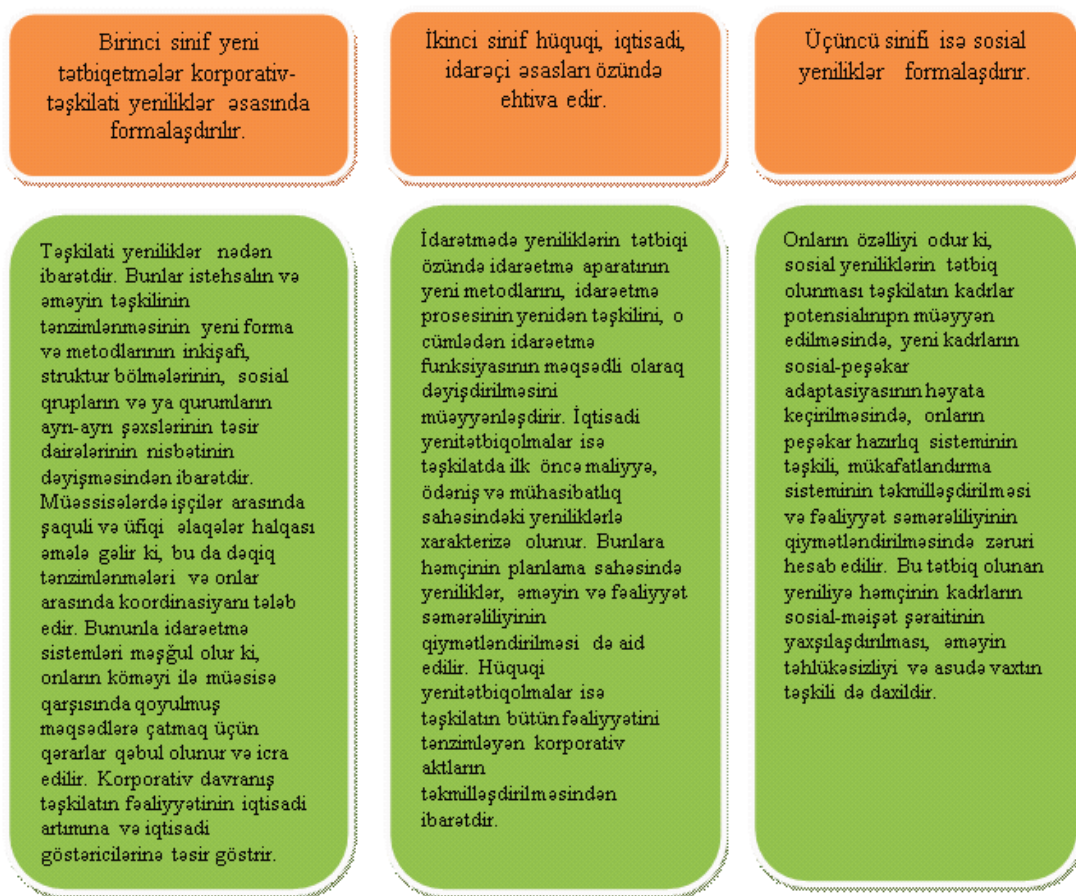 Birinci sinif yeni
tətbiqetmələr korporativ-
təşkilati yeniliklər əsasında
formalaşdırılır.
İkinci sinif hüquqi, iqtisadi,
idarəçi əsasları özündə
ehtiva edir.
Üçüncü sinifi isə sosial
yeniliklər formalaşdırır.
Təşkilati yeniliklər nədən
ibarətdir. Bunlar istehsalın və
əməyin təşkilinin
tənzimlənməsinin yeni forma
və metodlarının inkişafı,
struktur bölmələrinin, sosial
qrupların və ya qurumların
ayrı-ayrı şəxslərinin təsir
dairələrinin nisbətinin
dəyişməsindən ibarətdir.
Müəssisələrdə işçilər arasında
şaquli və üfiqi əlaqələr halqası
əmələ gəlir ki, bu da dəqiq
tənzimlənmələri və onlar
arasında koordinasiyanı tələb
edir. Bununla idarəetmə
sistemləri məşğul olur ki,
onların köməyi ilə müəsisə
qarşısında qoyulmuş
məqsədlərə çatmaq üçün
qərarlar qəbul olunur və icra
edilir. Korporativ davranış
təşkilatın fəaliyyətinin iqtisadi
artımına və iqtisadi
göstəricilərinə təsir göstrir.
İdarətmədə yeniliklərin tətbiqi
özündə idarəetmə aparatının
yeni metodlarını, idarəetmə
prosesinin yenidən təşkilini, o
cümlədən idarəetmə
funksiyasının məqsədli olaraq
dəyişdirilməsini
müəyyənləşdirir. İqtisadi
yenitətbiqolmalar isə
təşkilatda ilk öncə maliyyə,
ödəniş və mühasibatlıq
sahəsindəki yeniliklərlə
xarakterizə olunur. Bunlara
həmçinin planlama sahəsində
yeniliklər, əməyin və fəaliyyət
səmərəliliyinin
qiymətləndirilməsi də aid
edilir. Hüquqi
yenitətbiqolmalar isə
təşkilatın bütün fəaliyyətini
tənzimləyən korporativ
aktların
təkmilləşdirilməsindən
ibarətdir.
Onların özəlliyi odur ki,
sosial yeniliklərin tətbiq
olunması təşkilatın kadrlar
potensialınıpn müəyyən
edilməsində, yeni kadrların
sosial-peşəkar
adaptasiyasının həyata
keçirilməsində, onların
peşəkar hazırlıq sisteminin
təşkili, mükafatlandırma
sisteminin təkmilləşdirilməsi
və fəaliyyət səmərəliliyinin
qiymətləndirilməsində zəruri
hesab edilir. Bu tətbiq olunan
yeniliyə həmçinin kadrların
sosial-məişət şəraitinin
yaxşılaşdırılması, əməyin
təhlükəsizliyi və asudə vaxtın
təşkili də daxildir.